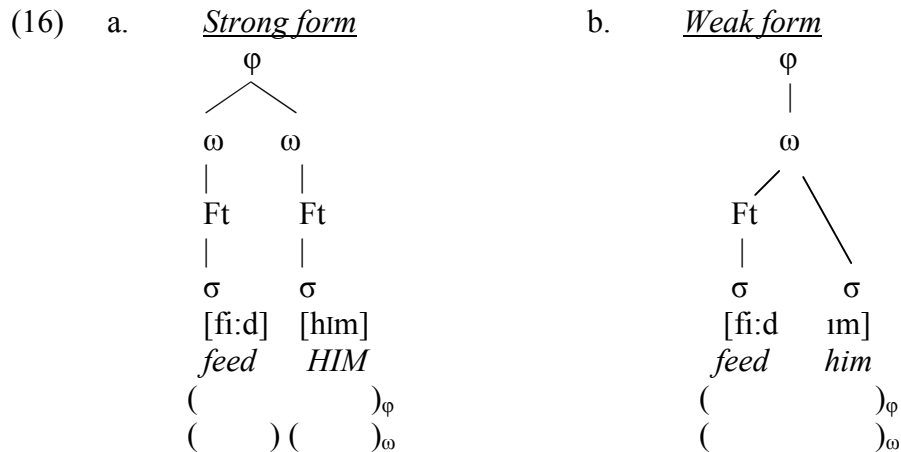 (16) a. Strong form b. Weak form
φ φ
ω ω ω
Ft Ft Ft
σ σ σ σ
[fi:d] [hɪm] [fi:d ɪm]
feed HIM feed him
( )φ ( )φ
( ) ( )ω ( )ω